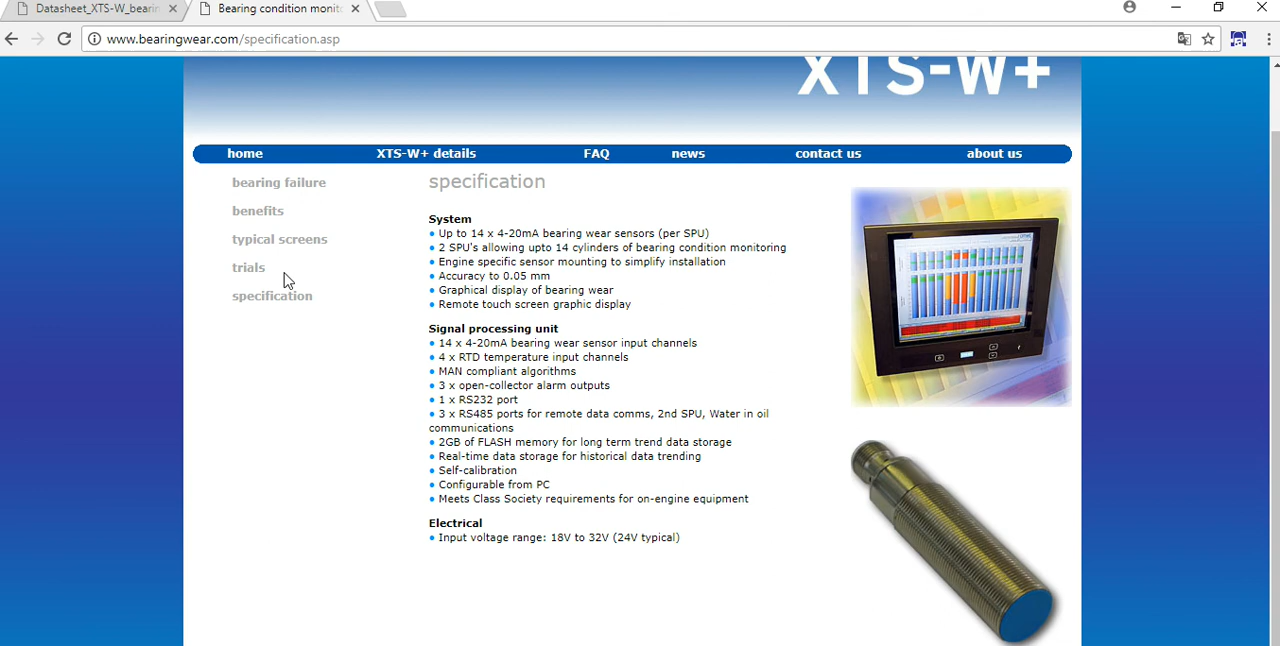 Datasheet_XTS-W_bearin
Bearing condition monit
www.bearingwear.com/specification.asp
XTS-W+
home XTS-W+ details FAQ news contact us about us
bearing failure
benefits
typical screens
trials
specification
specification
System
• Up to 14 x 4-20mA bearing wear sensors (per SPU)
• 2 SPU's allowing upto 14 cylinders of bearing condition monitoring
• Engine specific sensor mounting to simplify installation
• Accuracy to 0.05 mm
• Graphical display of bearing wear
• Remote touch screen graphic display
Signal processing unit
• 14 x 4-20mA bearing wear sensor input channels
• 4 x RTD temperature input channels
• MAN compliant algorithms
• 3 x open-collector alarm outputs
• 1 x RS232 port
• 3 x RS485 ports for remote data comms, 2nd SPU, Water in oil
communications
• 2GB of FLASH memory for long term trend data storage
• Real-time data storage for historical data trending
• Self-calibration
• Configurable from PC
• Meets Class Society requirements for on-engine equipment
Electrical
• Input voltage range: 18V to 32V (24V typical)